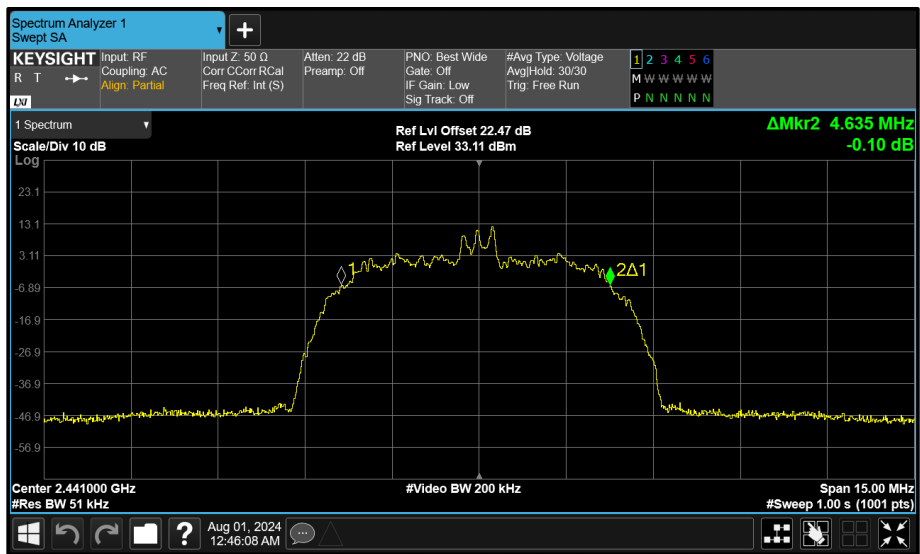 Spectrum Analyzer 1
Swept SA
+
KEYSIGHT
R T
LXI
Input: RF
Coupling: AC
Align: Partial
Input Z: 50 Ω
Corr CCorr RCal
Freq Ref: Int (S)
Atten: 22 dB
Preamp: Off
PNO: Best Wide
Gate: Off
IF Gain: Low
Sig Track: Off
#Avg Type: Voltage
Avg|Hold: 30/30
Trig: Free Run
1 2 3 4 5 6
M W W W W W
P N N N N N
1 Spectrum
Scale/Div 10 dB
Ref Lvl Offset 22.47 dB
Ref Level 33.11 dBm
ΔMkr2 4.635 MHz
-0.10 dB
Log
23.1
13.1
3.11
-6.89
-16.9
-26.9
-36.9
-46.9
-56.9
1
2Δ1
Center 2.441000 GHz
#Video BW 200 kHz
Span 15.00 MHz
#Res BW 51 kHz
#Sweep 1.00 s (1001 pts)
?
Aug 01, 2024
12:46:08 AM